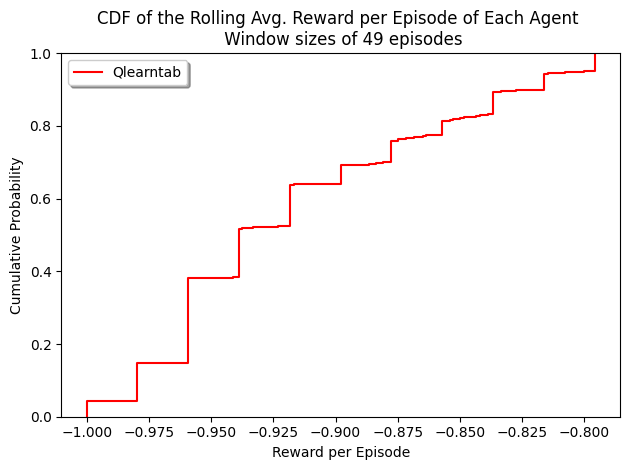 CDF of the Rolling Avg. Reward per Episode of Each Agent
Window sizes of 49 episodes
Qlearntab
Cumulative Probability
1.0
0.8
0.6
0.4
0.2
0.0
−1.000 −0.975 −0.950 −0.925 −0.900 −0.875 −0.850 −0.825 −0.800
Reward per Episode